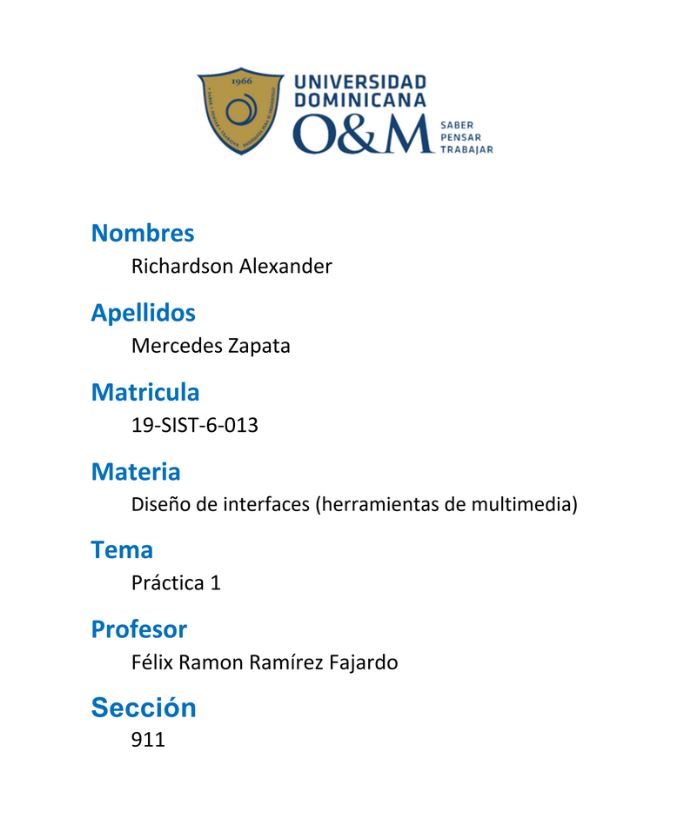 1966
UNIVERSIDAD
DOMINICANA
O&M
SABER
PENSAR
TRABAJAR
Nombres
Richardson Alexander
Apellidos
Mercedes Zapata
Matricula
19-SIST-6-013
Materia
Diseño de interfaces (herramientas de multimedia)
Tema
Práctica 1
Profesor
Félix Ramon Ramírez Fajardo
Sección
911